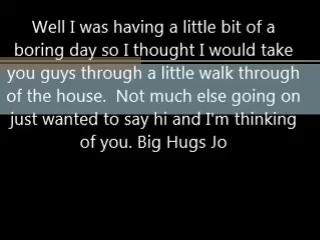 Well I was having a little bit of a
boring day so I thought I would take
you guys through a little walk through
of the house.  Not much else going on
just wanted to say hi and I'm thinking
of you. Big Hugs Jo